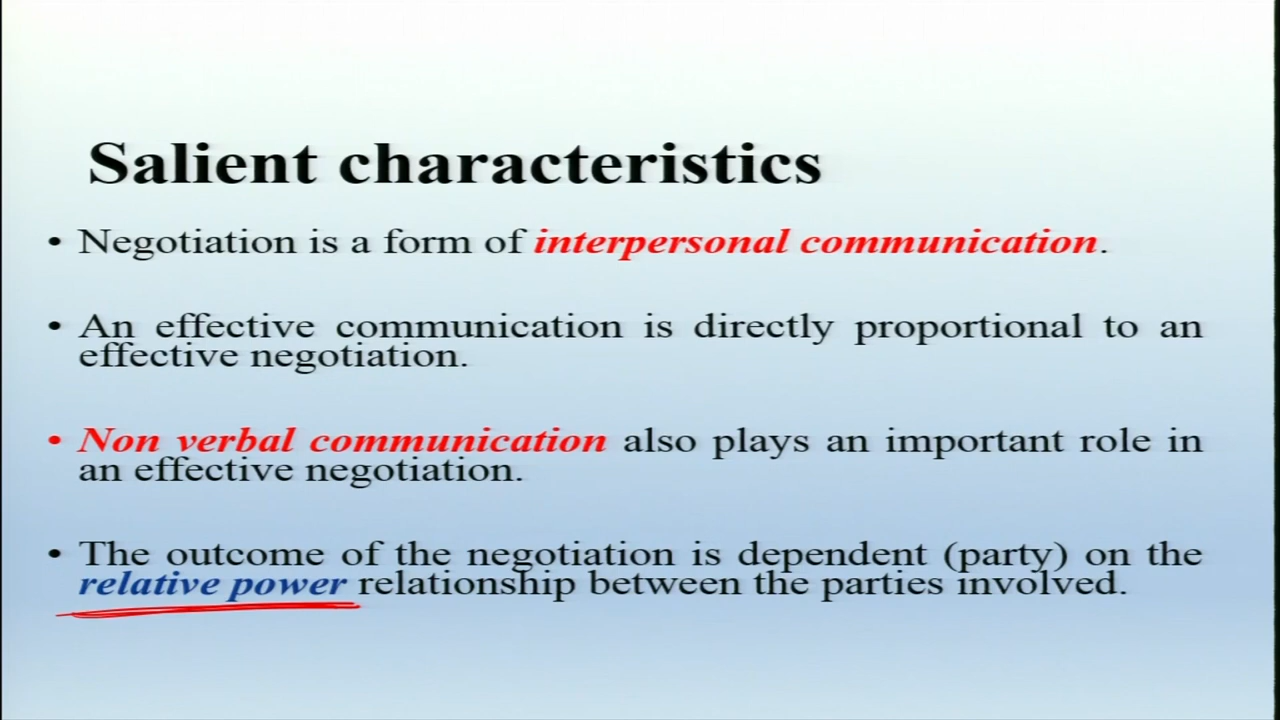 Salient characteristics
• Negotiation is a form of interpersonal communication.
• An effective communication is directly proportional to an
effective negotiation.
• Non verbal communication also plays an important role in
an effective negotiation.
• The outcome of the negotiation is dependent (party) on the
relative power relationship between the parties involved.